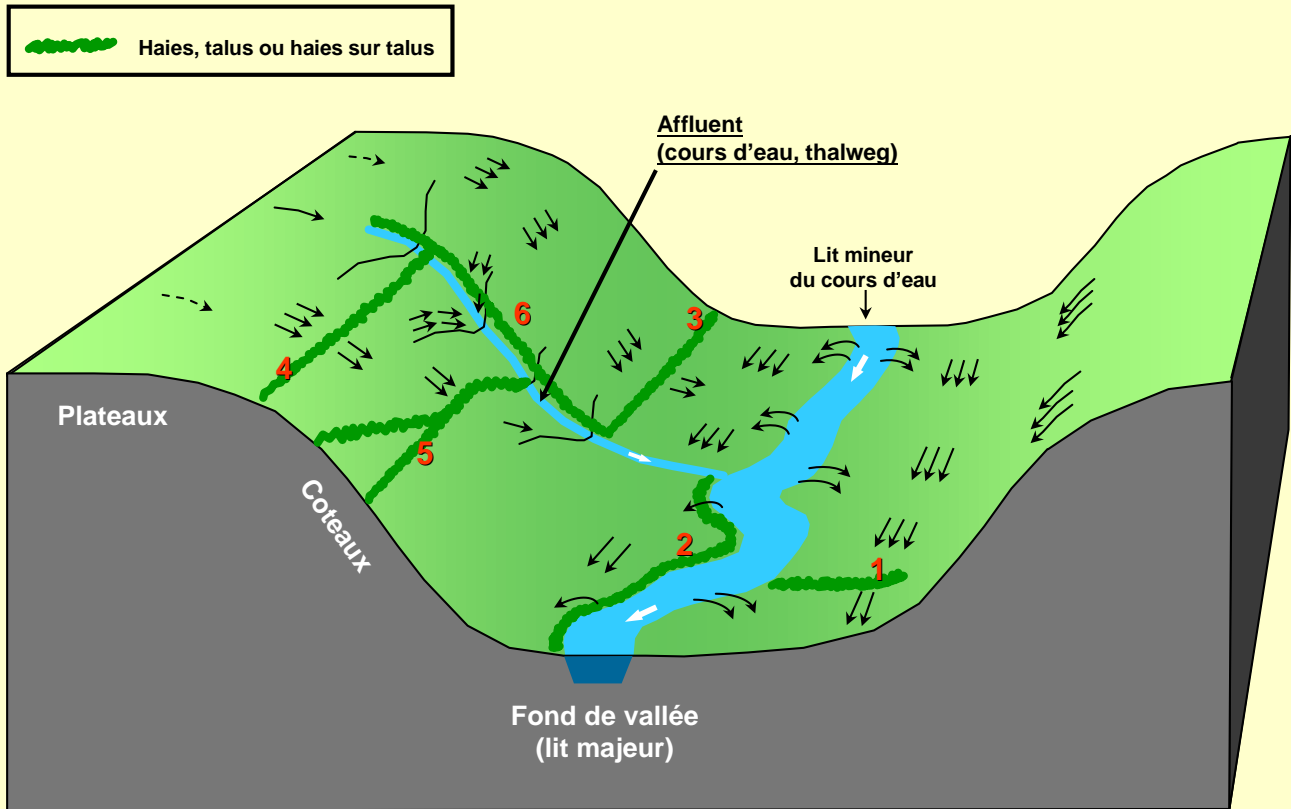 Haies, talus ou haies sur talus
Affluent
(cours d'eau, thalweg)
Lit mineur
du cours d'eau
6
3
4
Plateaux
5
Coteaux
2
1
Fond de vallée
(lit majeur)